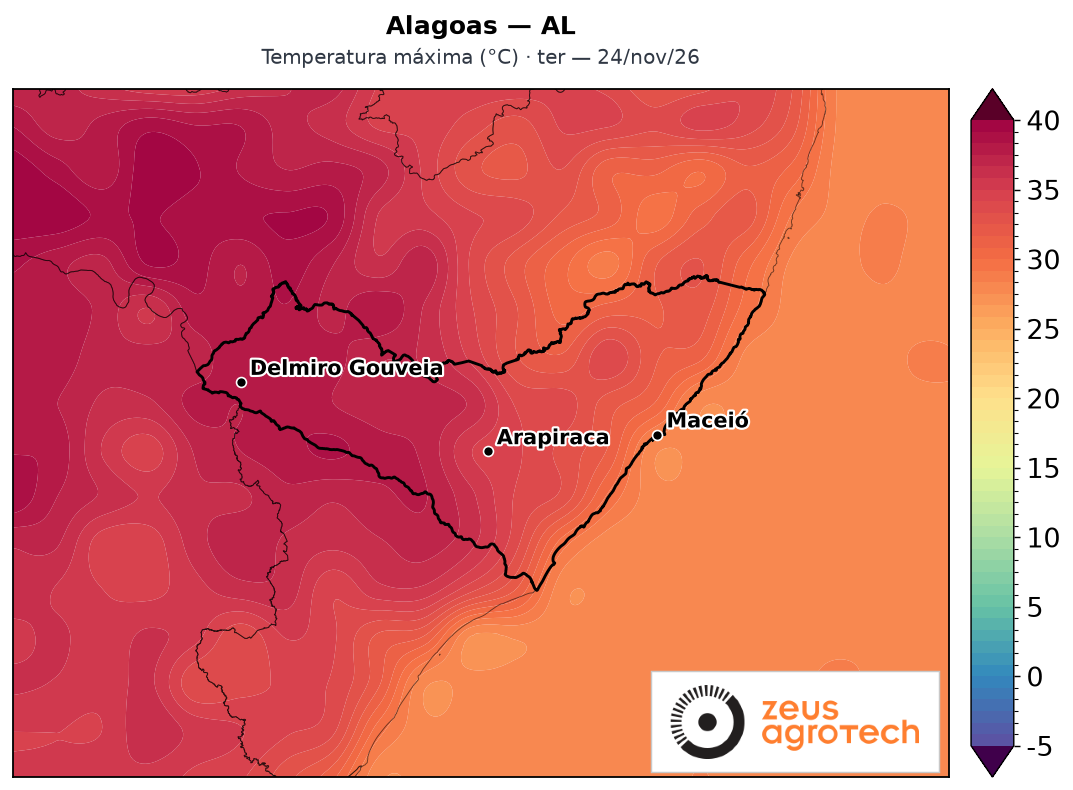 Alagoas — AL
Temperatura máxima (°C) · ter — 24/nov/26
40
35
30
25
20
15
10
5
0
-5
Delmiro Gouveia
Maceió
Arapiraca
zeus
agrotech